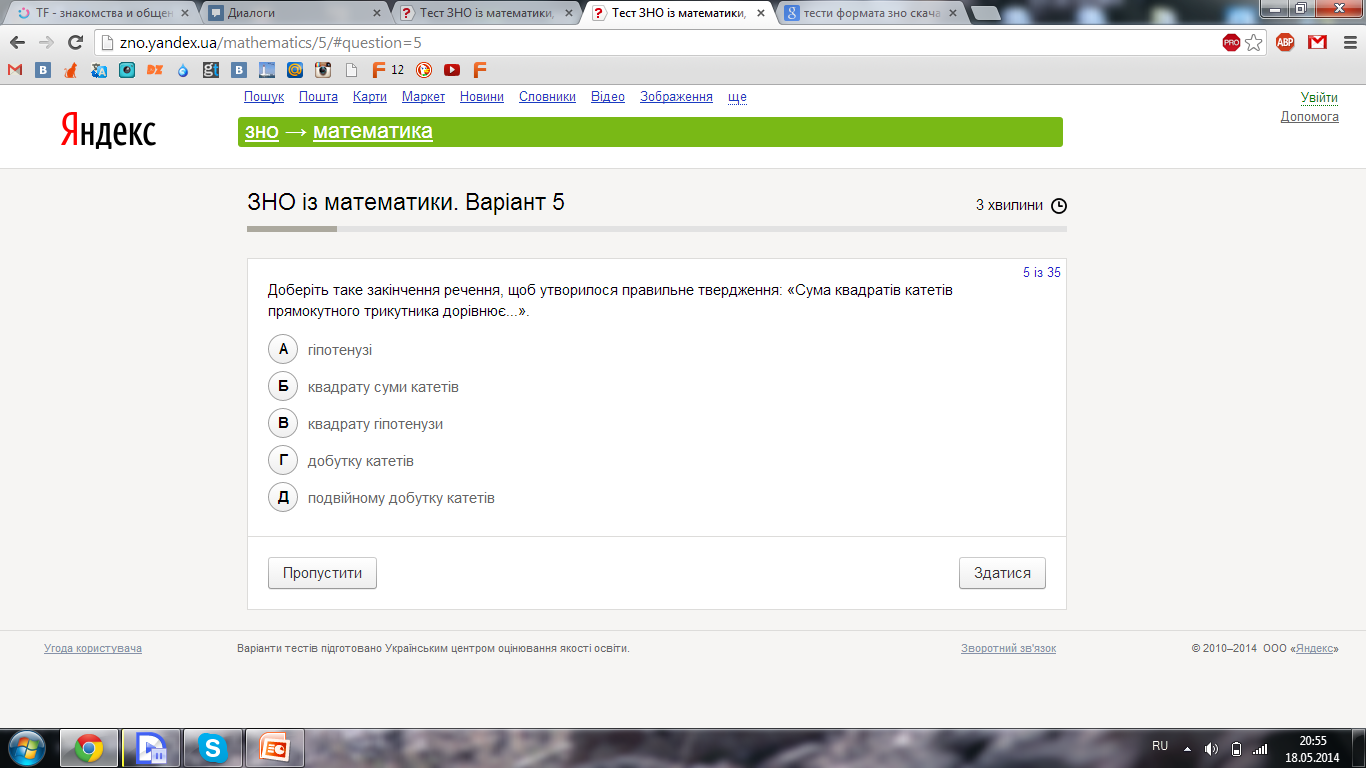 TF - знакомства и общен
Диалоги
Тест ЗНО із математики,
Тест ЗНО із математики,
тести формата зно скача
zno.yandex.ua/mathematics/5/#question=5
PRO
ABP
12
Пошук Пошта Карти Маркет Новини Словники Відео Зображення ще
Увійти
Допомога
Яндекс
зно → математика
ЗНО із математики. Варіант 5
3 хвилини
5 із 35
Доберіть таке закінчення речення, щоб утворилося правильне твердження: «Сума квадратів катетів
прямокутного трикутника дорівнює...».
А гіпотенузі
Б квадрату суми катетів
В квадрату гіпотенузи
Г добутку катетів
Д подвійному добутку катетів
Пропустити
Здатися
Угода користувача
Варіанти тестів підготовано Українським центром оцінювання якості освіти.
Зворотний зв'язок
© 2010–2014 ООО «Яндекс»
RU
20:55
18.05.2014